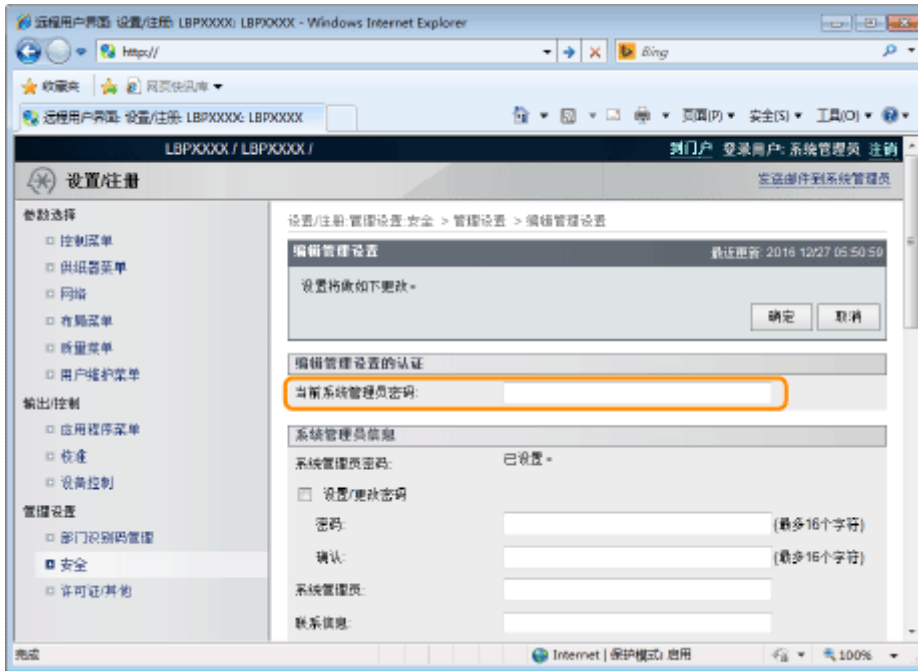 远程用户界面: 设置/注册: LBPXXXX: LBPXXXX - Windows Internet Explorer
http://
Bing
收藏夹 网页快讯库
远程用户界面: 设置/注册: LBPXXXX: LBPXXXX
页面(P) 安全(S) 工具(O)
LBPXXXX / LBPXXXX /
到门户 登录用户: 系统管理员 注销
设置/注册
发送邮件到系统管理员
参数选择
控制菜单
供纸器菜单
网络
布局菜单
质量菜单
用户维护菜单
输出/控制
应用程序菜单
校准
设备控制
管理设置
部门识别码管理
安全
许可证/其他
设置/注册:管理设置:安全 > 管理设置 > 编辑管理设置
编辑管理设置
最近更新: 2016 12/27 05:50:59
设置将做如下更改。
确定 取消
编辑管理设置的认证
当前系统管理员密码:
系统管理员信息
系统管理员密码: 已设置。
设置/更改密码
密码: (最多16个字符)
确认: (最多16个字符)
系统管理员:
联系信息:
完成
Internet | 保护模式: 启用
100%